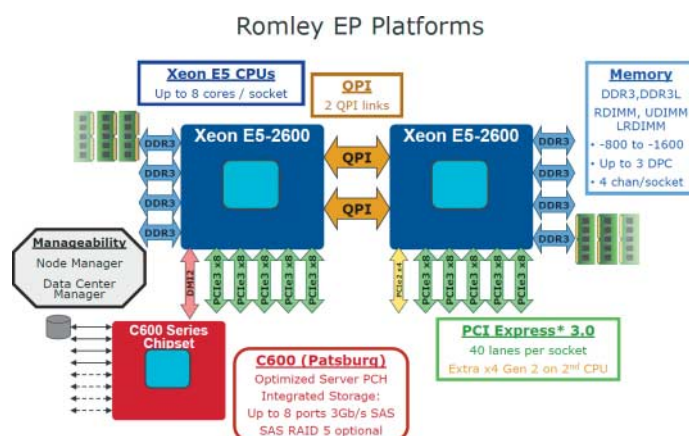 Romley EP Platforms
Xeon E5 CPUs
Up to 8 cores / socket
QPI
2 QPI links
Memory
DDR3,DDR3L
RDIMM, UDIMM
LRDIMM
• -800 to -1600
• Up to 3 DPC
• 4 chan/socket
Xeon E5-2600
Xeon E5-2600
DDR3
DDR3
DDR3
DDR3
QPI
QPI
DDR3
DDR3
DDR3
DDR3
Manageability
Node Manager
Data Center
Manager
DMI2
PCIe3 x8
PCIe3 x8
PCIe3 x8
PCIe3 x8
PCIe3 x8
PCIe2 x4
PCIe3 x8
PCIe3 x8
PCIe3 x8
PCIe3 x8
PCIe3 x8
C600 Series
Chipset
C600 (Patsburg)
Optimized Server PCH
Integrated Storage:
Up to 8 ports 3Gb/s SAS
SAS RAID 5 optional
PCI Express* 3.0
40 lanes per socket
Extra x4 Gen 2 on 2nd CPU